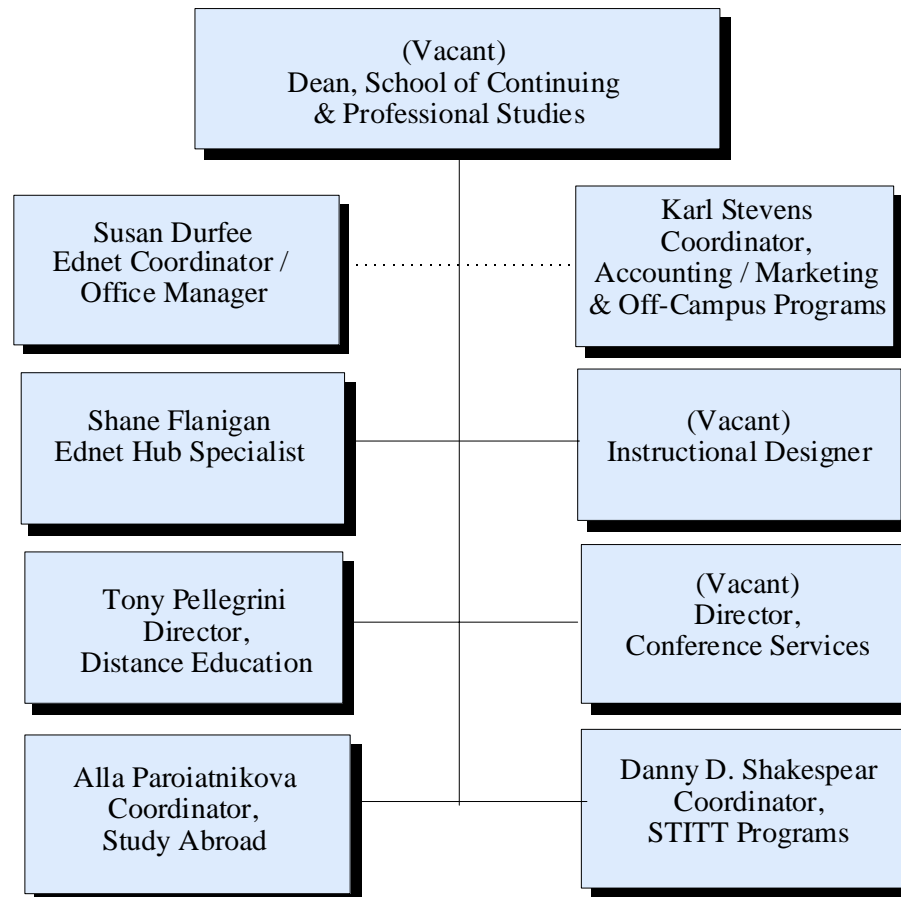 (Vacant)
Dean, School of Continuing
& Professional Studies
Susan Durfee
Ednet Coordinator /
Office Manager
Karl Stevens
Coordinator,
Accounting / Marketing
& Off-Campus Programs
Shane Flanigan
Ednet Hub Specialist
(Vacant)
Instructional Designer
Tony Pellegrini
Director,
Distance Education
(Vacant)
Director,
Conference Services
Alla Paroiatnikova
Coordinator,
Study Abroad
Danny D. Shakespear
Coordinator,
STITT Programs